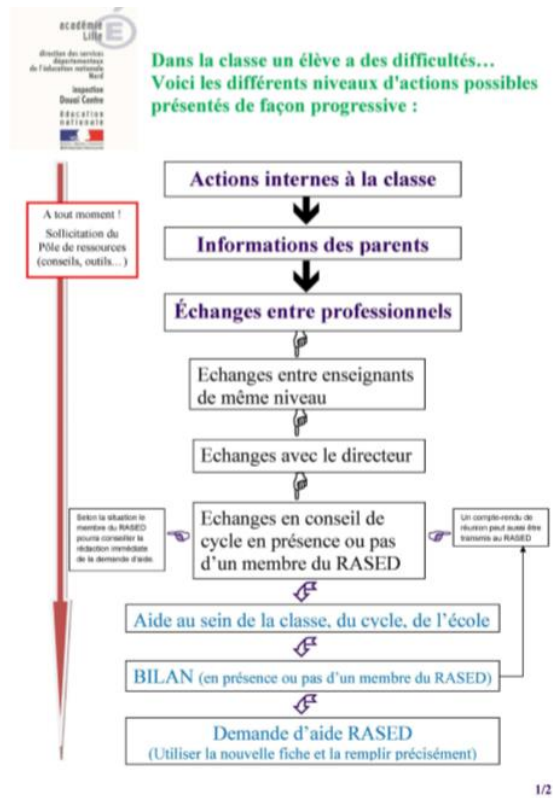 académie
Lille
direction des services
départementaux
de l'éducation nationale
Nord
inspection
Douai Centre
éducation
nationale
Dans la classe un élève a des difficultés...
Voici les différents niveaux d'actions possibles
présentés de façon progressive :
Actions internes à la classe
A tout moment !
Sollicitation du
Pôle de ressources
(conseils, outils...)
Informations des parents
Échanges entre professionnels
Echanges entre enseignants
de même niveau
Echanges avec le directeur
Selon la situation le
membre du RASED
pourra conseiller la
rédaction immédiate
de la demande d'aide.
Echanges en conseil de
cycle en présence ou pas
d'un membre du RASED
Un compte-rendu de
réunion peut aussi être
transmis au RASED
Aide au sein de la classe, du cycle, de l'école
BILAN (en présence ou pas d'un membre du RASED)
Demande d'aide RASED
(Utiliser la nouvelle fiche et la remplir précisément)
1/2